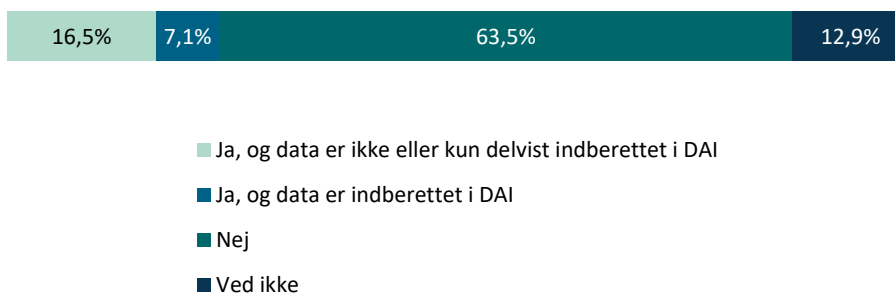 16,5% 7,1% 63,5% 12,9%
Ja, og data er ikke eller kun delvist indberettet i DAI
Ja, og data er indberettet i DAI
Nej
Ved ikke